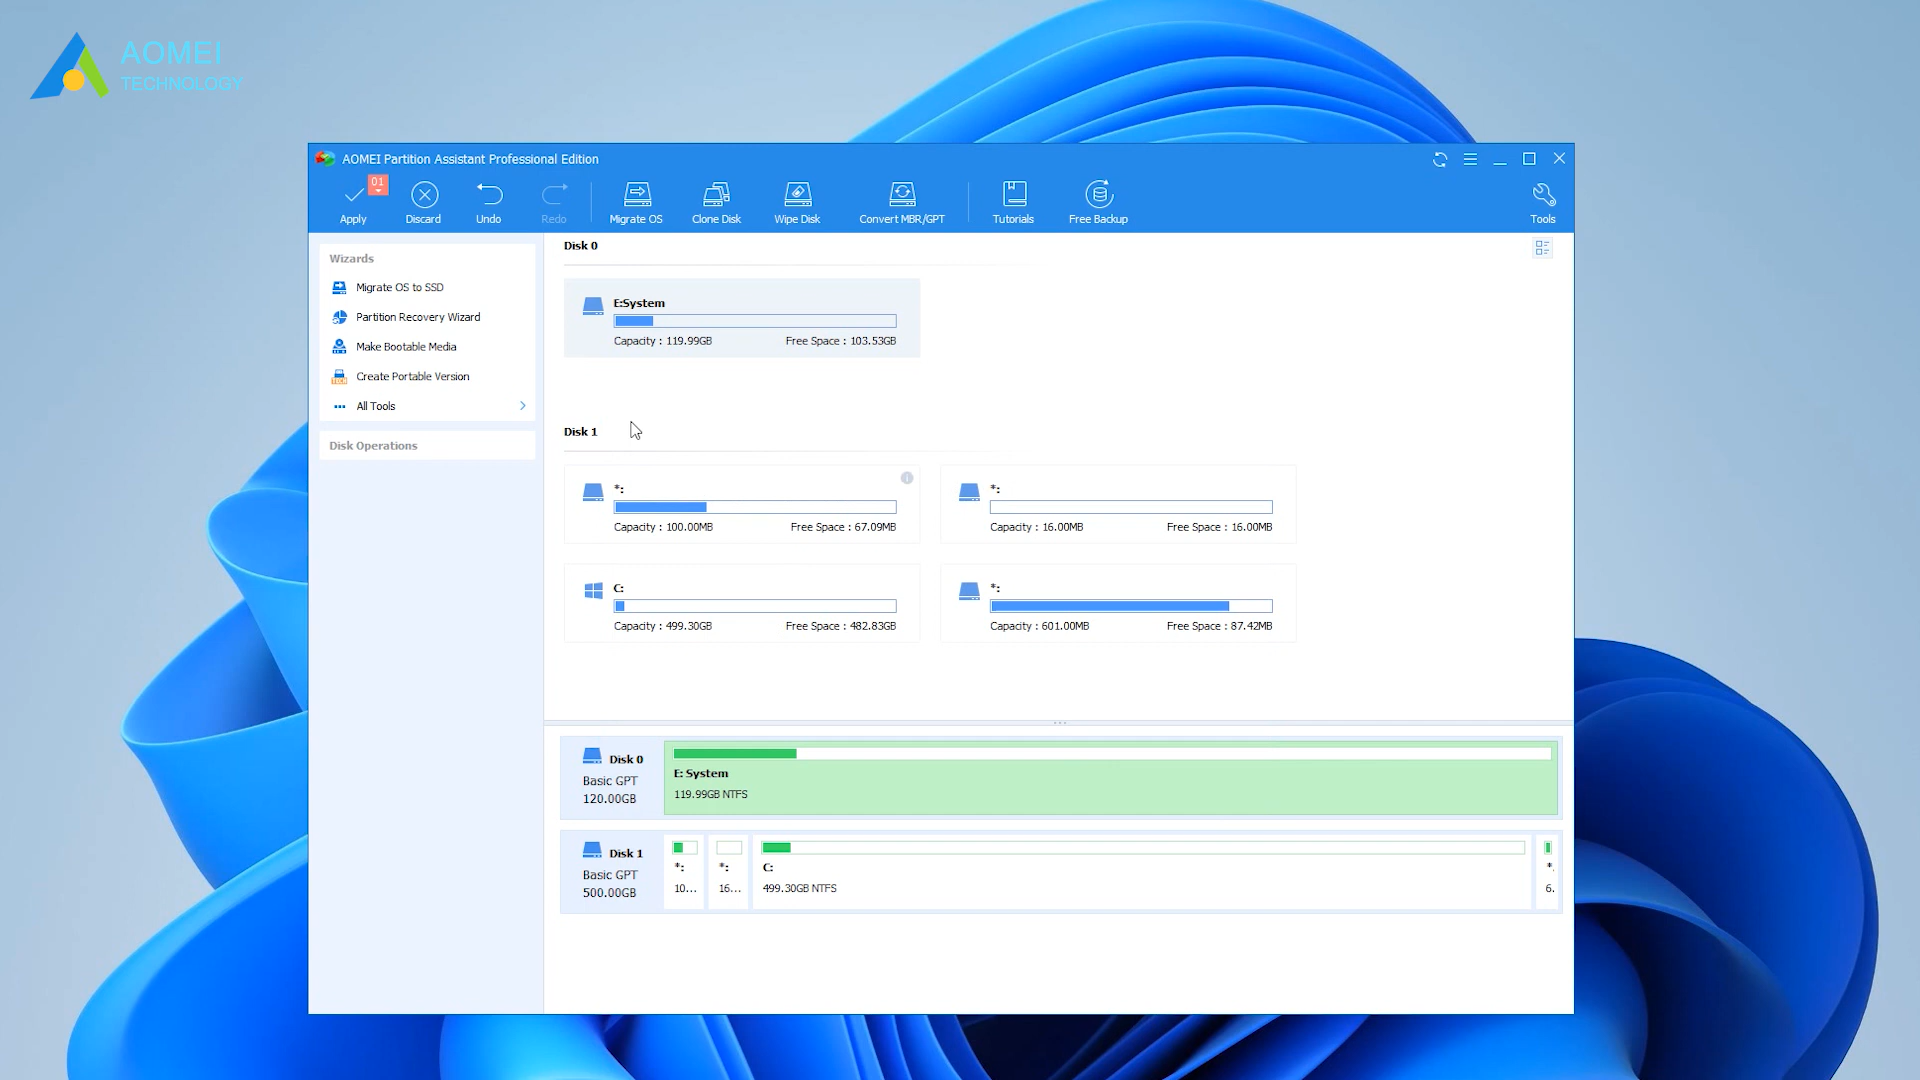 AOMEI
TECHNOLOGY
AOMEI Partition Assistant Professional Edition
01
Apply
Discard
Undo
Redo
Migrate OS
Clone Disk
Wipe Disk
Convert MBR/GPT
Tutorials
Free Backup
Tools
Wizards
Migrate OS to SSD
Partition Recovery Wizard
Make Bootable Media
TECH
Create Portable Version
All Tools
Disk Operations
Disk 0
E:System
Capacity : 119.99GB Free Space : 103.53GB
Disk 1
*:
Capacity : 100.00MB Free Space : 67.09MB
*:
Capacity : 16.00MB Free Space : 16.00MB
C:
Capacity : 499.30GB Free Space : 482.83GB
*:
Capacity : 601.00MB Free Space : 87.42MB
Disk 0
Basic GPT
120.00GB
E: System
119.99GB NTFS
Disk 1
Basic GPT
500.00GB
*:
10...
*:
16...
C:
499.30GB NTFS
*
6.